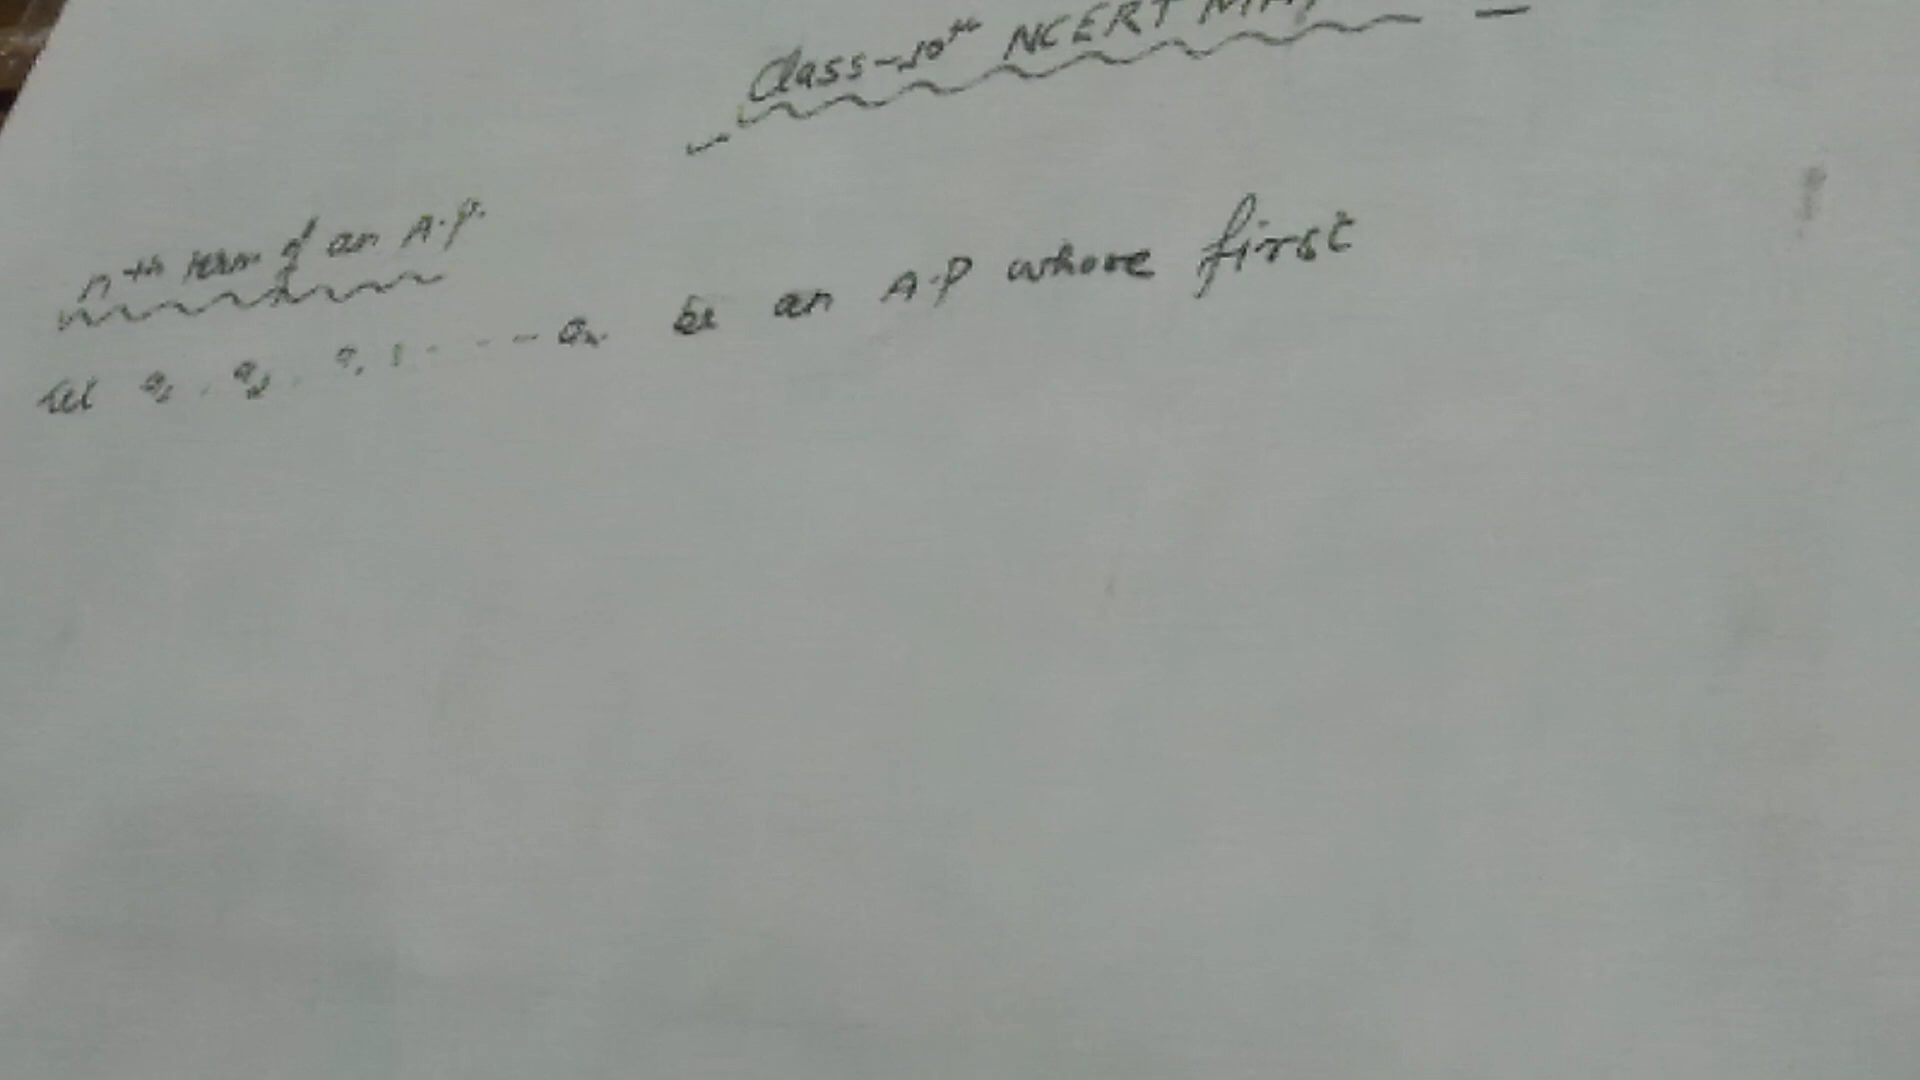 Class-10th NCERT
nth term of an A.P.
Let a1, a2, a3, ----- an be an A.P whose first